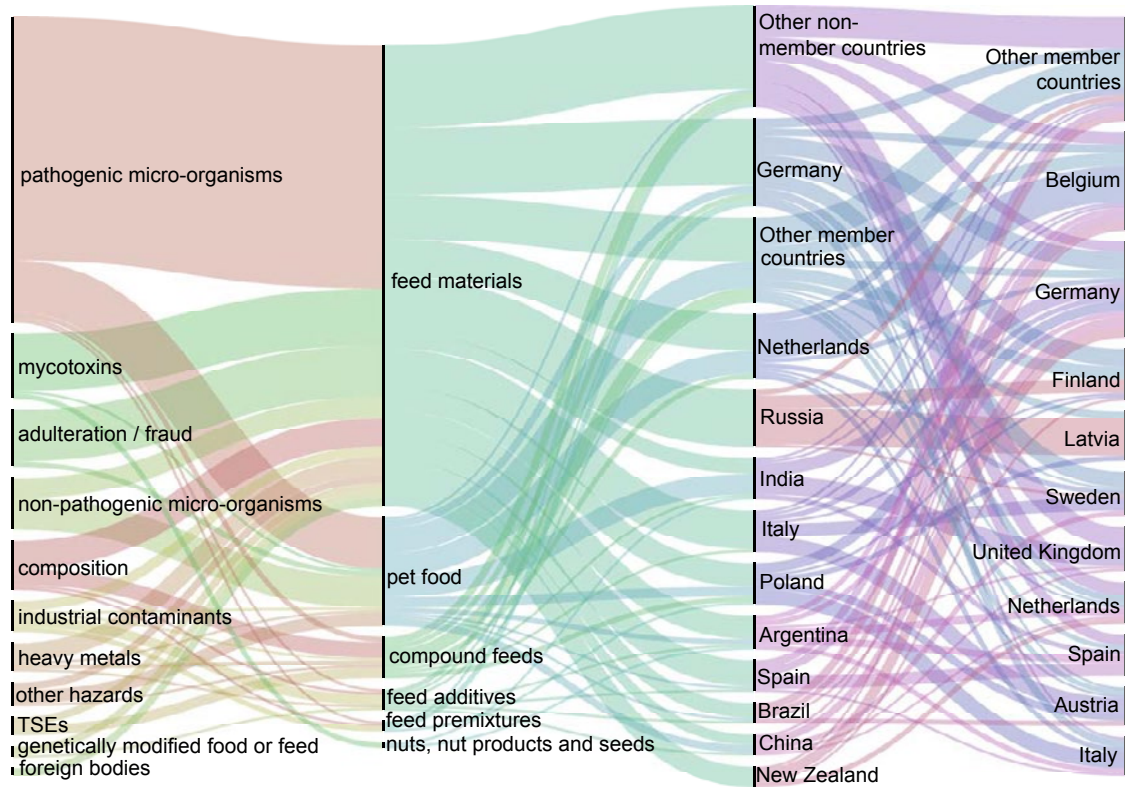 pathogenic micro-organisms
mycotoxins
adulteration / fraud
non-pathogenic micro-organisms
composition
industrial contaminants
heavy metals
other hazards
TSEs
genetically modified food or feed
foreign bodies
feed materials
pet food
compound feeds
feed additives
feed premixtures
nuts, nut products and seeds
Other non-
member countries
Germany
Other member
countries
Netherlands
Russia
India
Italy
Poland
Argentina
Spain
Brazil
China
New Zealand
Other member
countries
Belgium
Germany
Finland
Latvia
Sweden
United Kingdom
Netherlands
Spain
Austria
Italy